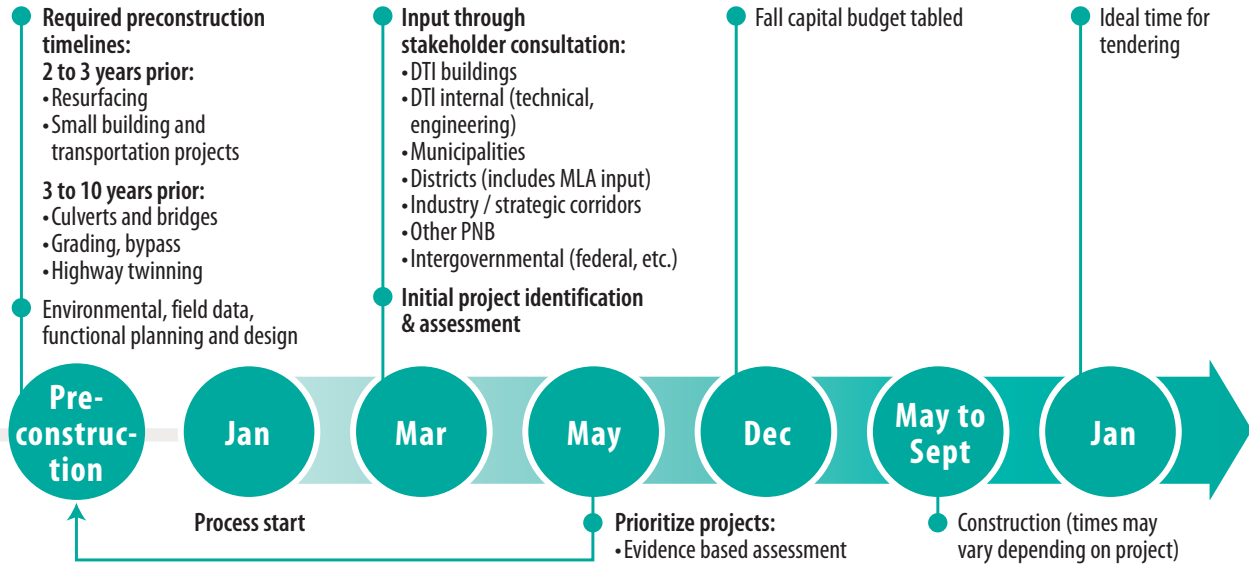 Required preconstruction
timelines:
2 to 3 years prior:
•Resurfacing
•Small building and
transportation projects
3 to 10 years prior:
•Culverts and bridges
•Grading, bypass
•Highway twinning
Environmental, field data,
functional planning and design
Input through
stakeholder consultation:
•DTI buildings
•DTI internal (technical,
engineering)
•Municipalities
•Districts (includes MLA input)
•Industry / strategic corridors
•Other PNB
•Intergovernmental (federal, etc.)
Initial project identification
& assessment
Fall capital budget tabled
Ideal time for
tendering
Pre-
construc-
tion
Jan
Mar
May
Dec
May to
Sept
Jan
Process start
Prioritize projects:
•Evidence based assessment
Construction (times may
vary depending on project)